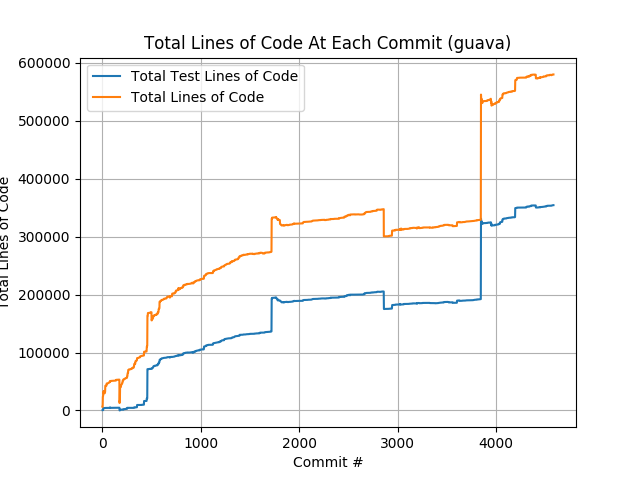 Total Lines of Code At Each Commit (guava)
Total Test Lines of Code
Total Lines of Code
600000
500000
400000
300000
200000
100000
0
Total Lines of Code
0 1000 2000 3000 4000
Commit #